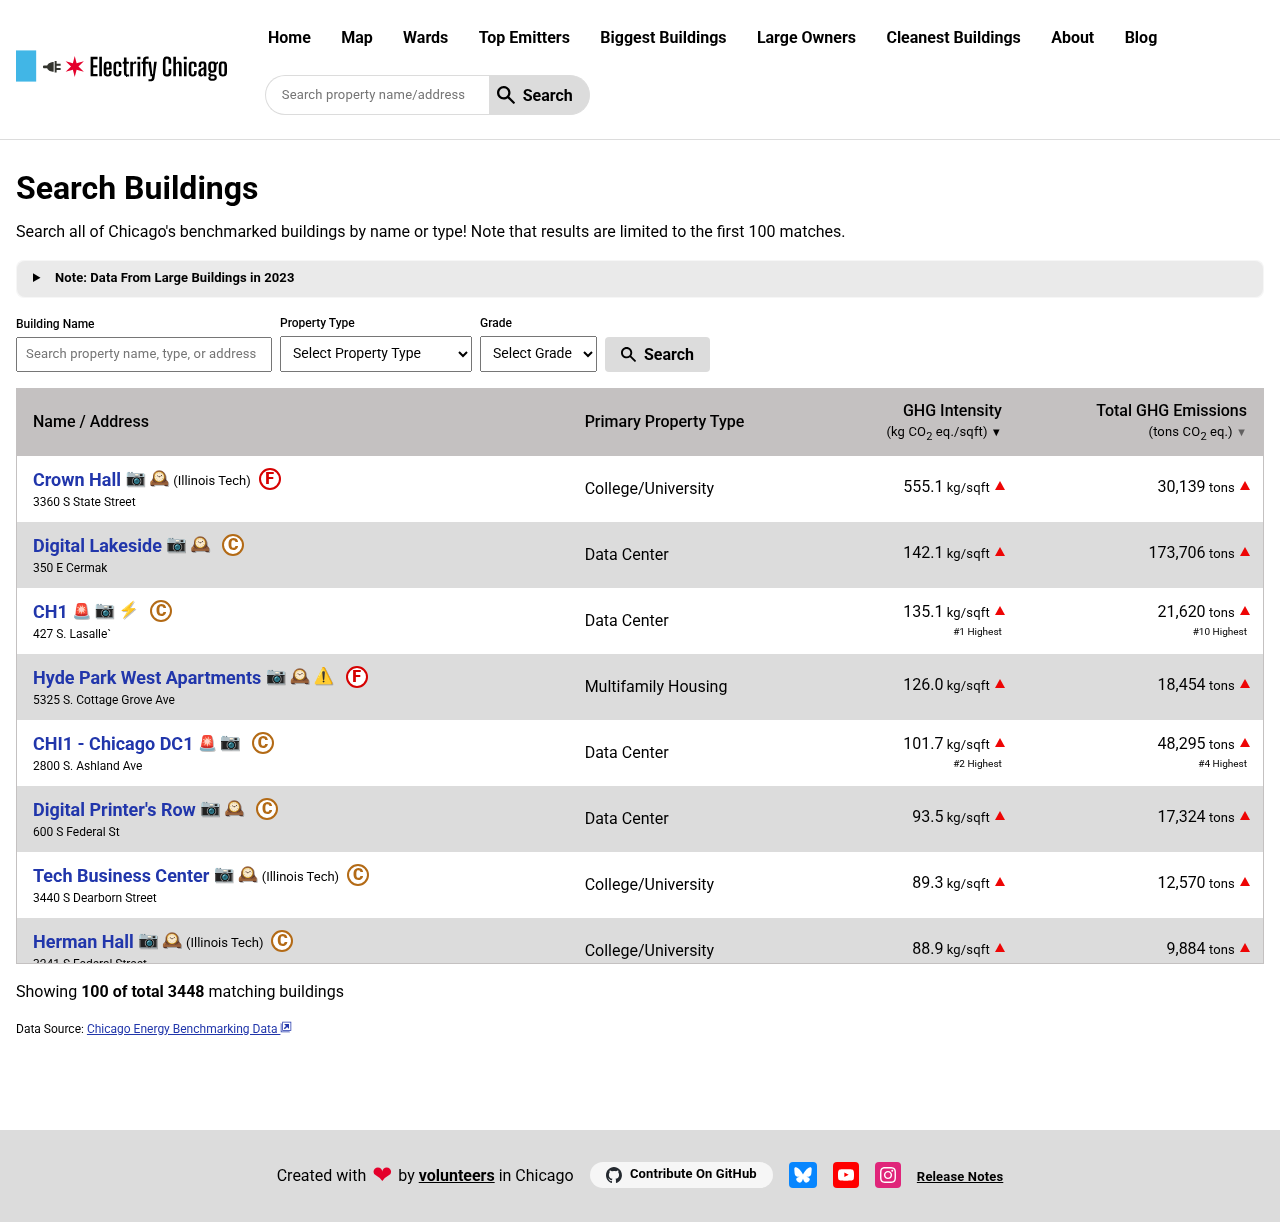 Home Map Wards Top Emitters Biggest Buildings Large Owners Cleanest Buildings About Blog
Electrify Chicago
Search property name/address Search
Search Buildings
Search all of Chicago's benchmarked buildings by name or type! Note that results are limited to the first 100 matches.
Note: Data From Large Buildings in 2023
Building Name Property Type Grade
Search property name, type, or address Select Property Type Select Grade Search
Name / Address Primary Property Type GHG Intensity Total GHG Emissions
(kg CO2 eq./sqft) ▼ (tons CO2 eq.) ▼
Crown Hall 📷 🕰️ (Illinois Tech) F College/University 555.1 kg/sqft ▲ 30,139 tons ▲
3360 S State Street
Digital Lakeside 📷 🕰️ C Data Center 142.1 kg/sqft ▲ 173,706 tons ▲
350 E Cermak
CH1 🚨 📷 ⚡ C Data Center 135.1 kg/sqft ▲ 21,620 tons ▲
427 S. Lasalle` #1 Highest #10 Highest
Hyde Park West Apartments 📷 🕰️ ⚠️ F Multifamily Housing 126.0 kg/sqft ▲ 18,454 tons ▲
5325 S. Cottage Grove Ave
CHI1 - Chicago DC1 🚨 📷 C Data Center 101.7 kg/sqft ▲ 48,295 tons ▲
2800 S. Ashland Ave #2 Highest #4 Highest
Digital Printer's Row 📷 🕰️ C Data Center 93.5 kg/sqft ▲ 17,324 tons ▲
600 S Federal St
Tech Business Center 📷 🕰️ (Illinois Tech) C College/University 89.3 kg/sqft ▲ 12,570 tons ▲
3440 S Dearborn Street
Herman Hall 📷 🕰️ (Illinois Tech) C College/University 88.9 kg/sqft ▲ 9,884 tons ▲
3241 S Federal Street
Showing 100 of total 3448 matching buildings
Data Source: Chicago Energy Benchmarking Data
Created with ❤ by volunteers in Chicago Contribute On GitHub Release Notes